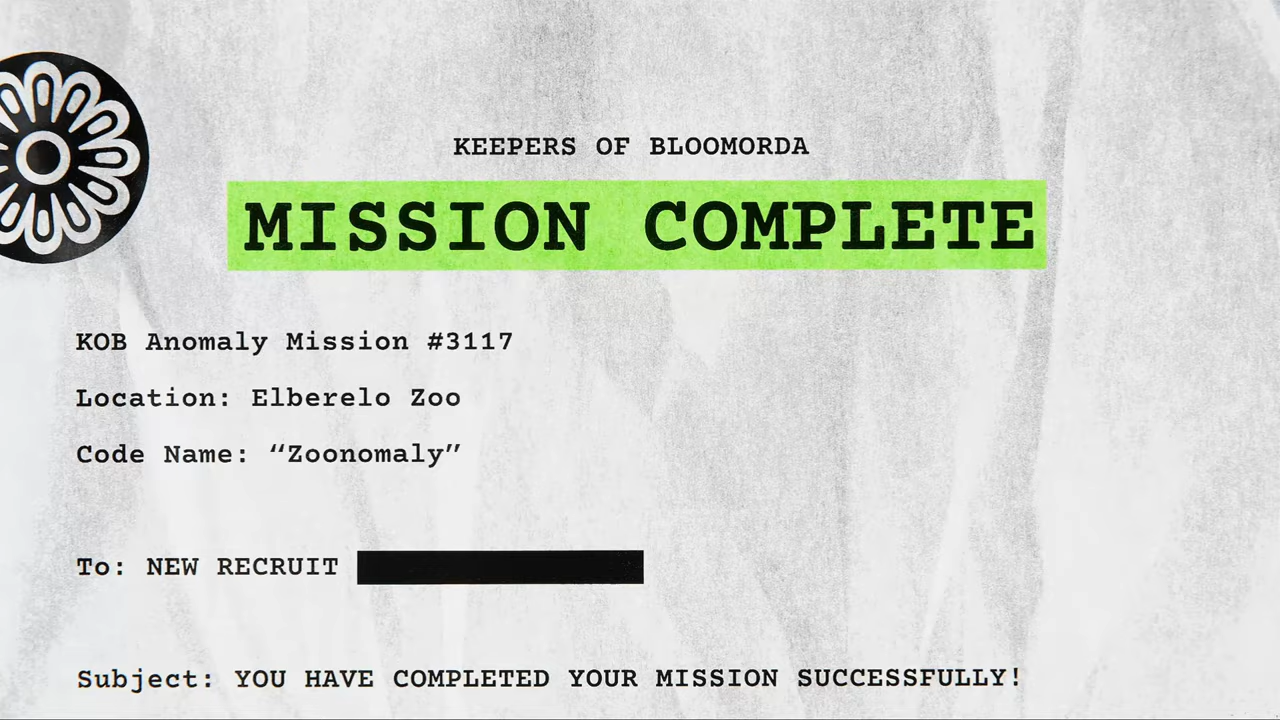 KEEPERS OF BLOOMORDA
MISSION COMPLETE
KOB Anomaly Mission #3117
Location: Elberelo Zoo
Code Name: “Zoonomaly”
To: NEW RECRUIT
Subject: YOU HAVE COMPLETED YOUR MISSION SUCCESSFULLY!